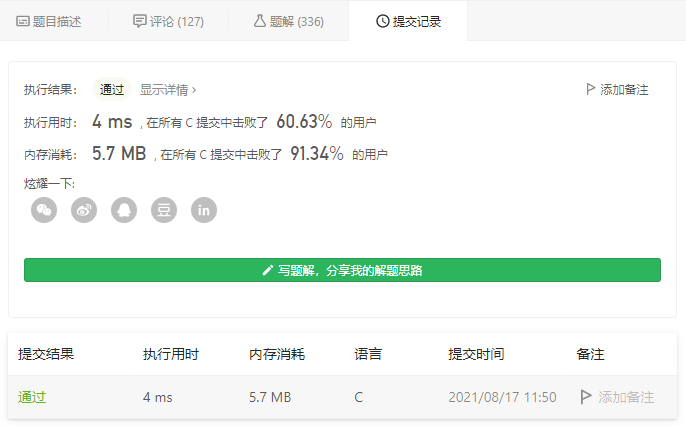 题目描述 评论 (127) 题解 (336) 提交记录
执行结果： 通过 显示详情 › 添加备注
执行用时： 4 ms , 在所有 C 提交中击败了 60.63% 的用户
内存消耗： 5.7 MB , 在所有 C 提交中击败了 91.34% 的用户
炫耀一下:
豆 in
写题解，分享我的解题思路
提交结果 执行用时 内存消耗 语言 提交时间 备注
通过 4 ms 5.7 MB C 2021/08/17 11:50 添加备注